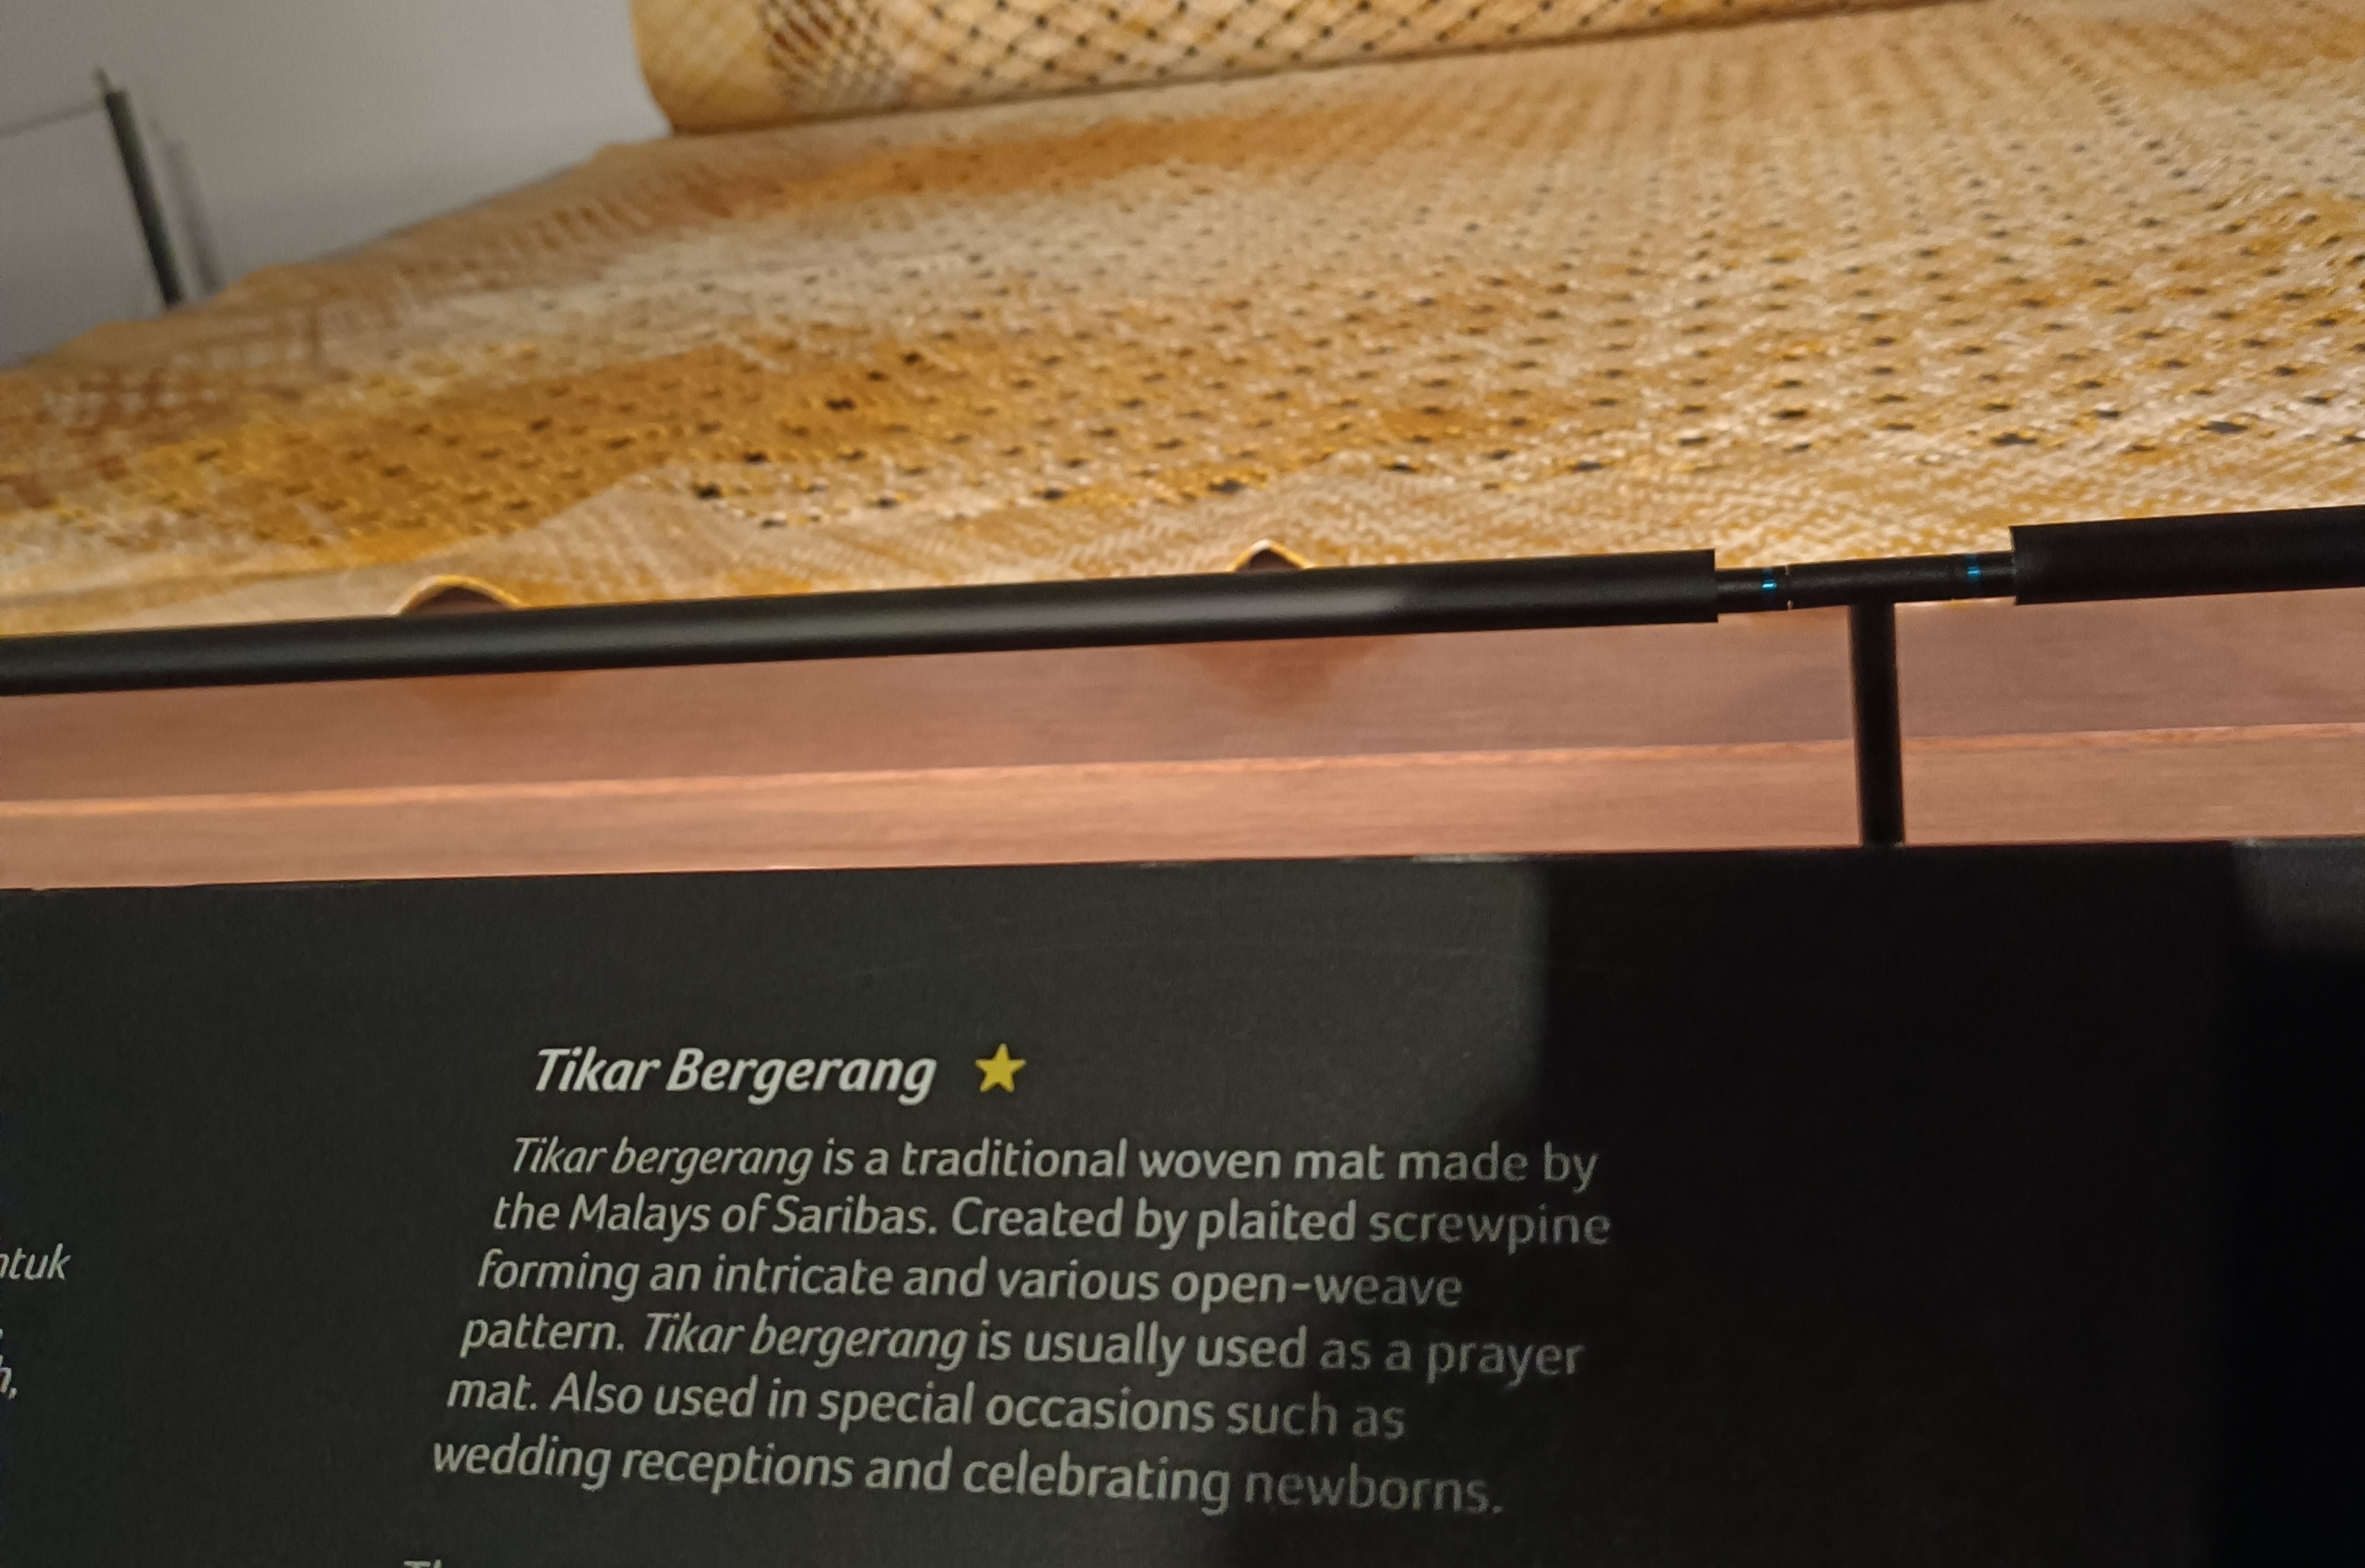 Tikar Bergerang
Tikar bergerang is a traditional woven mat made by
the Malays of Saribas. Created by plaited screwpine
forming an intricate and various open-weave
pattern. Tikar bergerang is usually used as a prayer
mat. Also used in special occasions such as
wedding receptions and celebrating newborns.